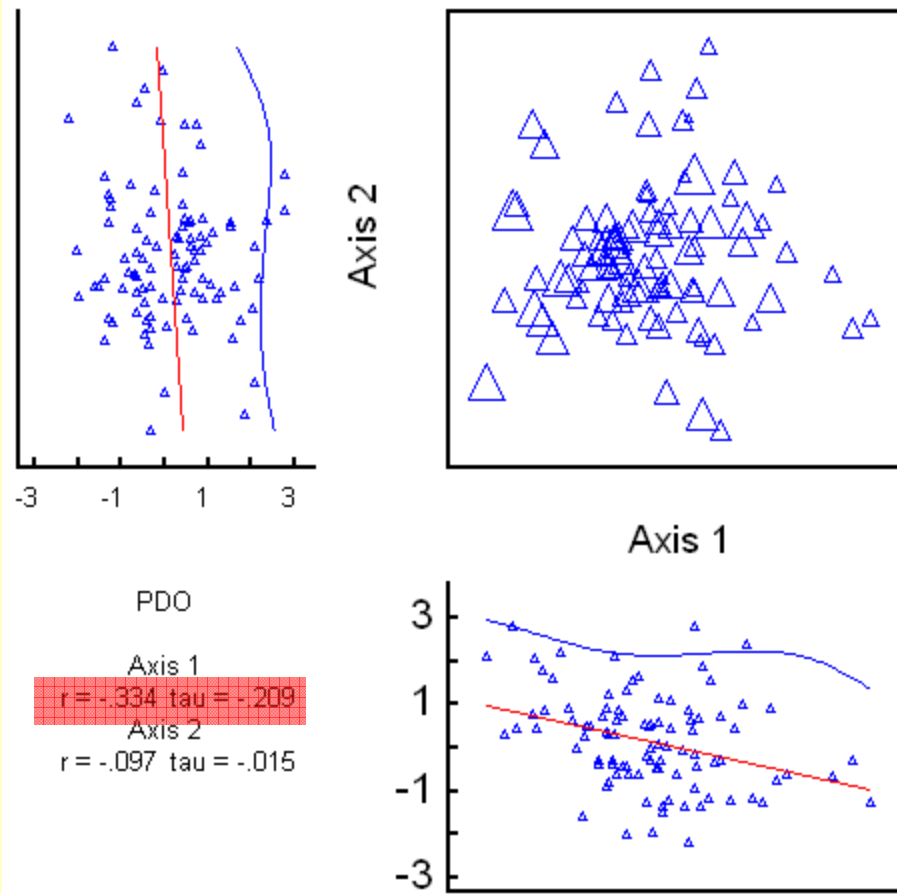 Axis 2
-3 -1 1 3
Axis 1
PDO
Axis 1
r = -.334 tau = -.209
Axis 2
r = -.097 tau = -.015
3
1
-1
-3